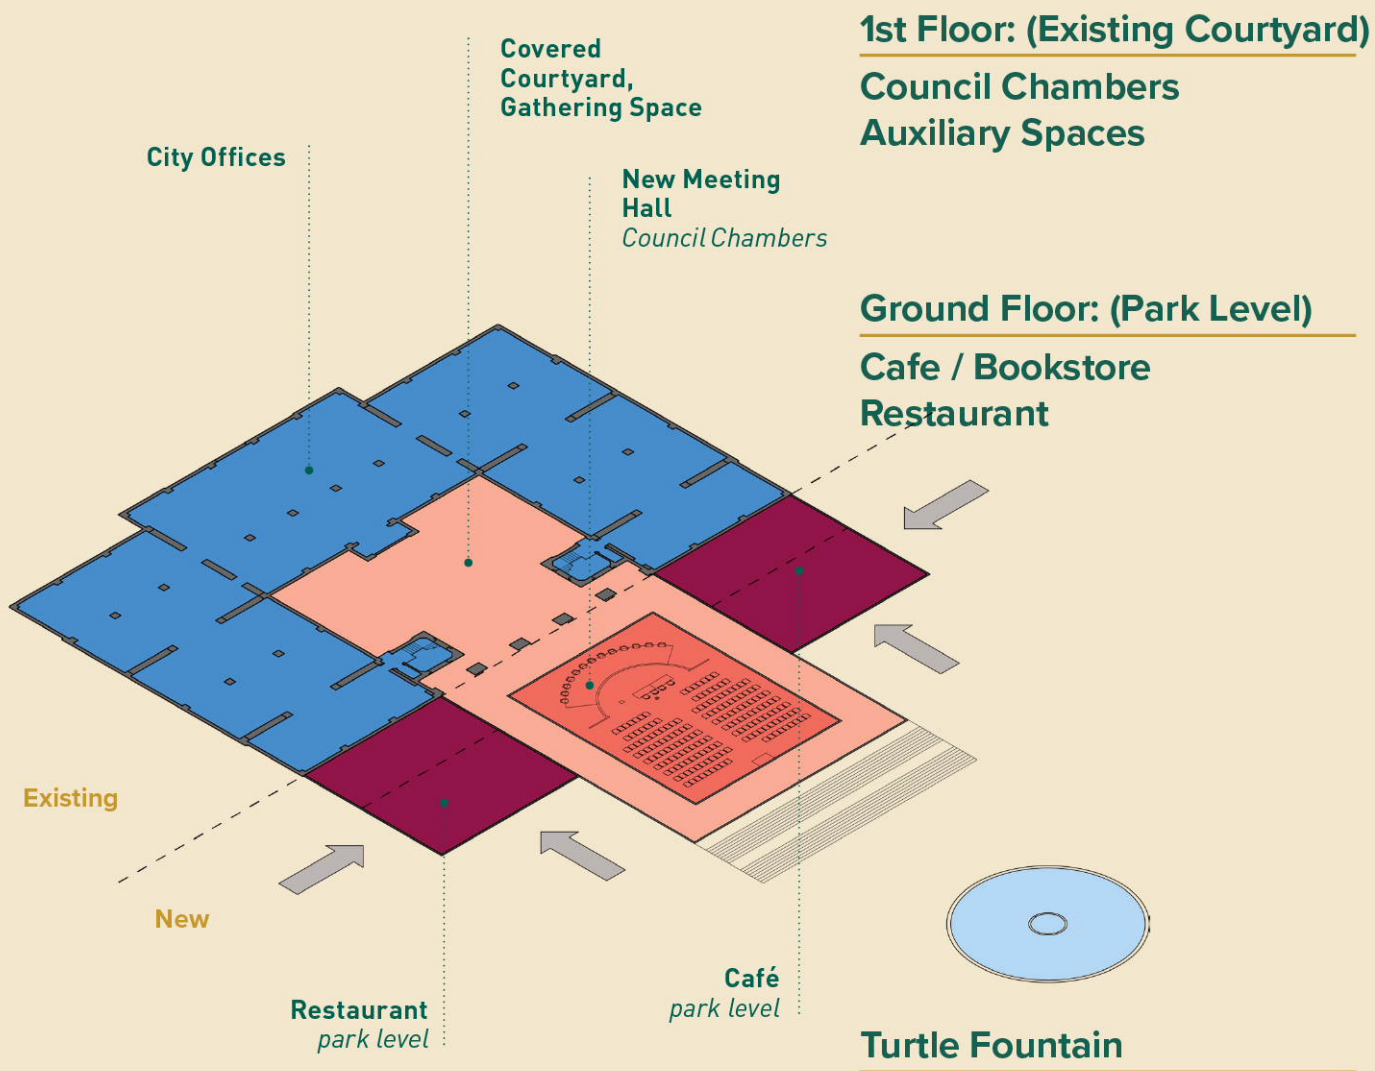 1st Floor: (Existing Courtyard)
Council Chambers
Auxiliary Spaces
Covered
Courtyard,
Gathering Space
City Offices
New Meeting
Hall
Council Chambers
Ground Floor: (Park Level)
Cafe / Bookstore
Restaurant
Existing
New
Restaurant
park level
Café
park level
Turtle Fountain